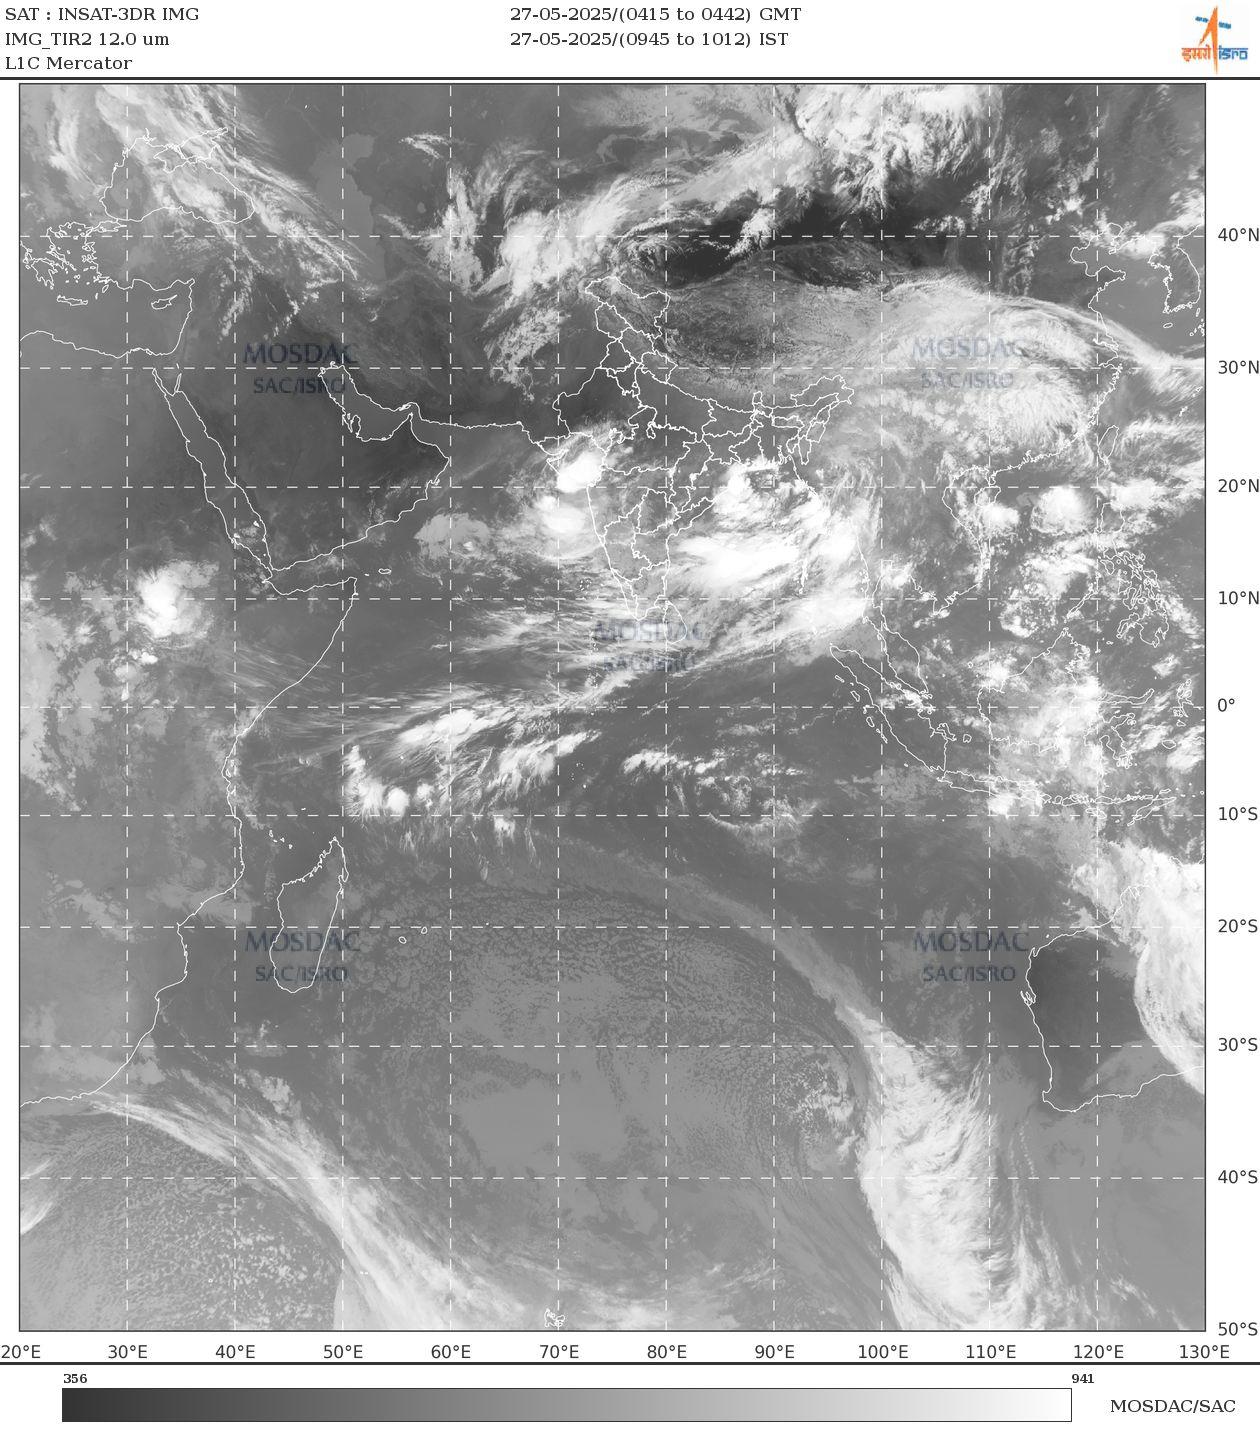 SAT : INSAT-3DR IMG
IMG_TIR2 12.0 um
L1C Mercator
27-05-2025/(0415 to 0442) GMT
27-05-2025/(0945 to 1012) IST
इसरो isro
40°N
MOSDAC
SAC/ISRO
MOSDAC
SAC/ISRO
30°N
20°N
10°N
MOSDAC
SAC/ISRO
0°
10°S
20°S
MOSDAC
SAC/ISRO
MOSDAC
SAC/ISRO
30°S
40°S
50°S
20°E 30°E 40°E 50°E 60°E 70°E 80°E 90°E 100°E 110°E 120°E 130°E
356 941
MOSDAC/SAC